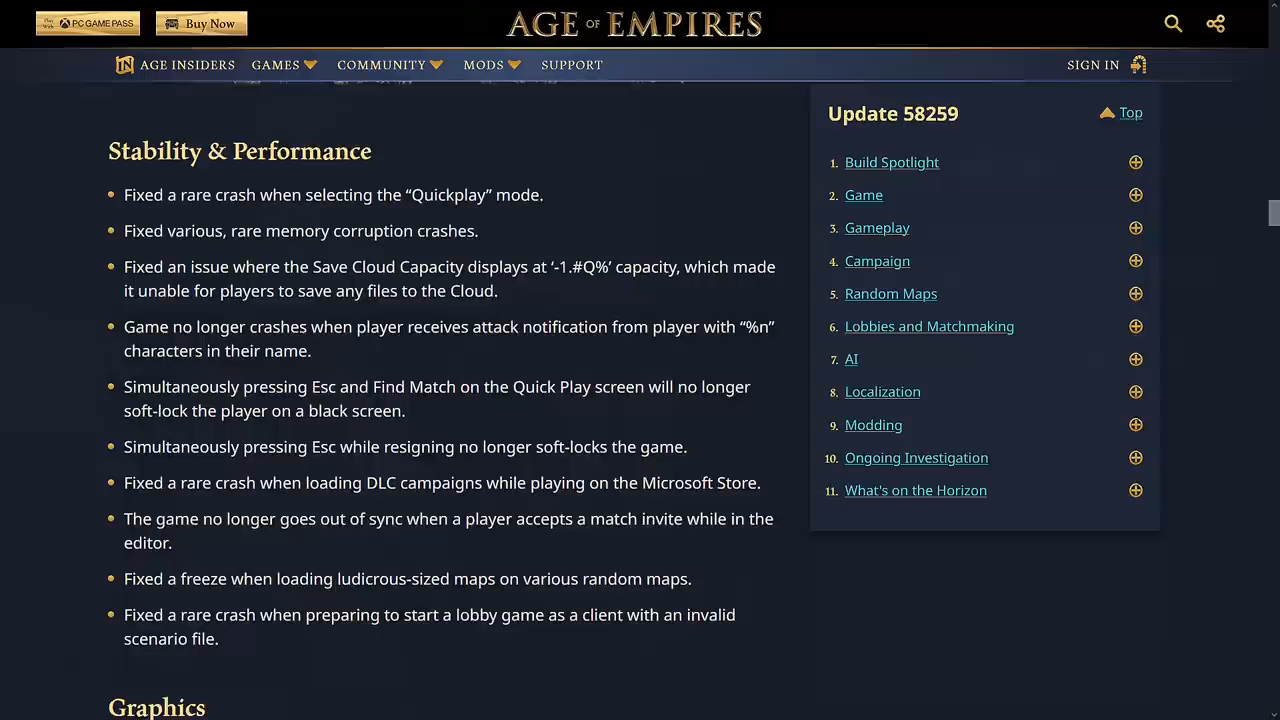 Play With PC GAME PASS
Buy Now
AGE OF EMPIRES
AGE INSIDERS
GAMES
COMMUNITY
MODS
SUPPORT
SIGN IN
Stability & Performance
Fixed a rare crash when selecting the “Quickplay” mode.
Fixed various, rare memory corruption crashes.
Fixed an issue where the Save Cloud Capacity displays at ‘-1.#Q%’ capacity, which made
it unable for players to save any files to the Cloud.
Game no longer crashes when player receives attack notification from player with “%n”
characters in their name.
Simultaneously pressing Esc and Find Match on the Quick Play screen will no longer
soft-lock the player on a black screen.
Simultaneously pressing Esc while resigning no longer soft-locks the game.
Fixed a rare crash when loading DLC campaigns while playing on the Microsoft Store.
The game no longer goes out of sync when a player accepts a match invite while in the
editor.
Fixed a freeze when loading ludicrous-sized maps on various random maps.
Fixed a rare crash when preparing to start a lobby game as a client with an invalid
scenario file.
Graphics
Update 58259
Top
1. Build Spotlight
2. Game
3. Gameplay
4. Campaign
5. Random Maps
6. Lobbies and Matchmaking
7. AI
8. Localization
9. Modding
10. Ongoing Investigation
11. What's on the Horizon